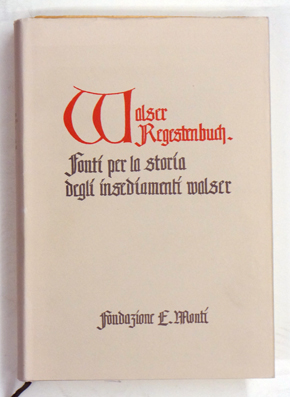 Walser
Regestenbuch.
Fonti per la storia
degli insediamenti walser
Fondazione E. Monti